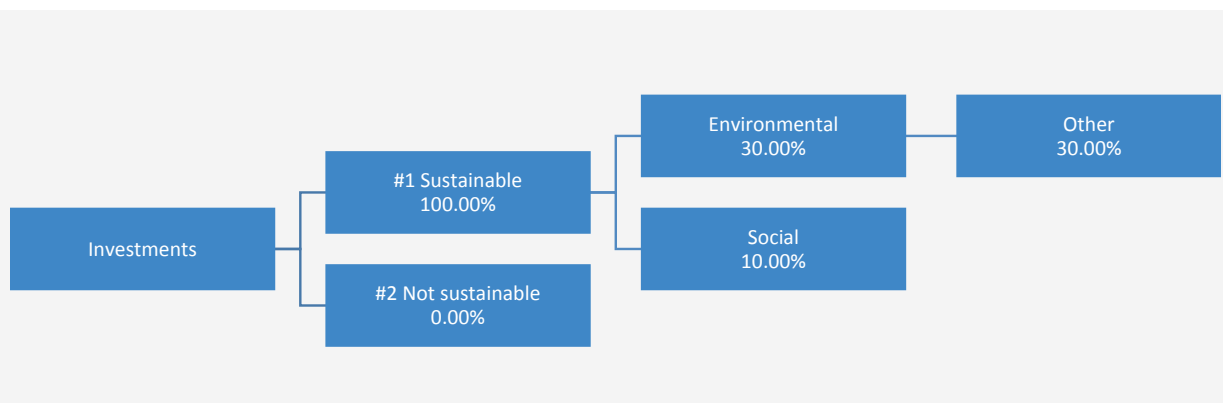 Investments
#1 Sustainable
100.00%
#2 Not sustainable
0.00%
Environmental
30.00%
Social
10.00%
Other
30.00%